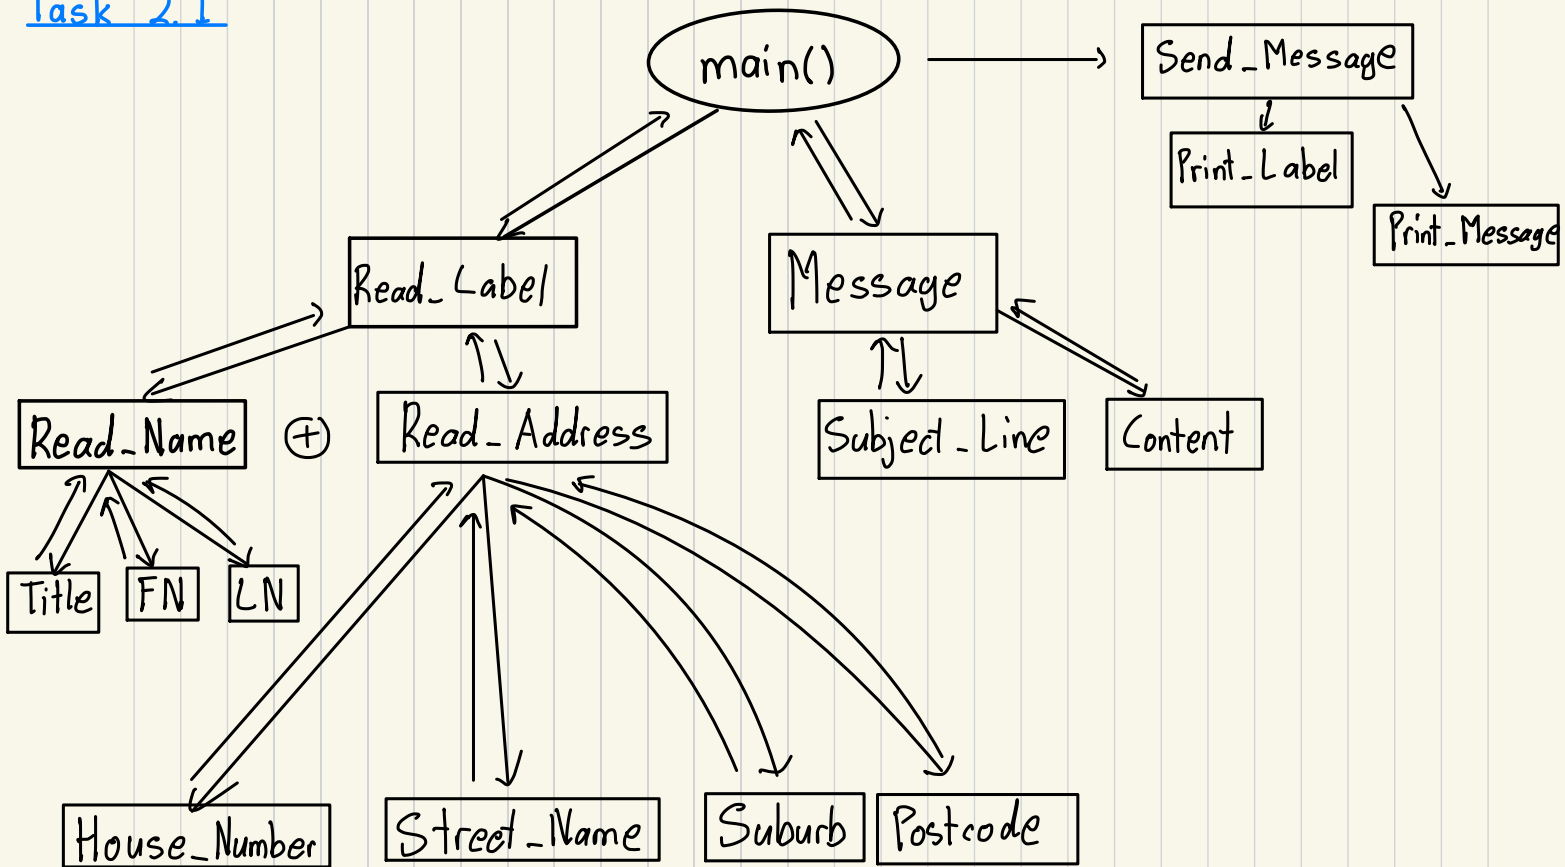 Task 2.1
main()
Send_Message
Print_Label
Print_Message
Read_Label
Message
Read_Name
+
Read_Address
Subject_Line
Content
Title
FN
LN
House_Number
Street_Name
Suburb
Postcode